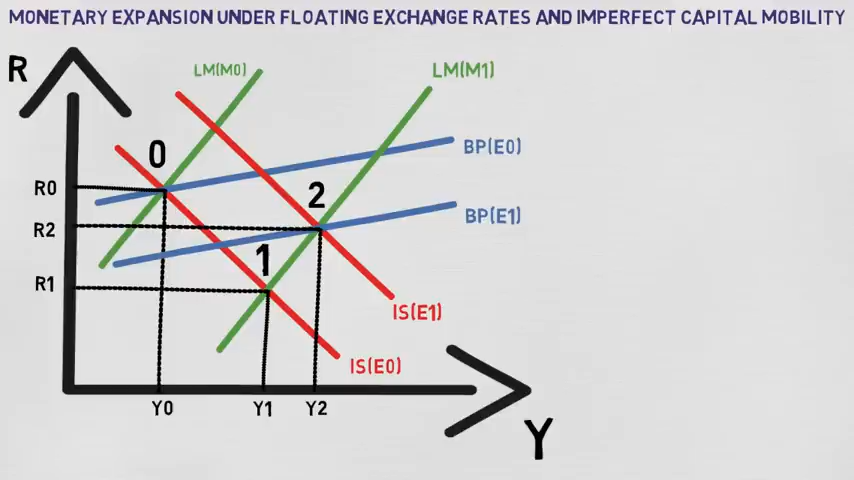 MONETARY EXPANSION UNDER FLOATING EXCHANGE RATES AND IMPERFECT CAPITAL MOBILITY
R
LM(M0)
LM(M1)
0
BP(E0)
R0
2
BP(E1)
R2
1
R1
IS(E1)
IS(E0)
Y0
Y1
Y2
Y